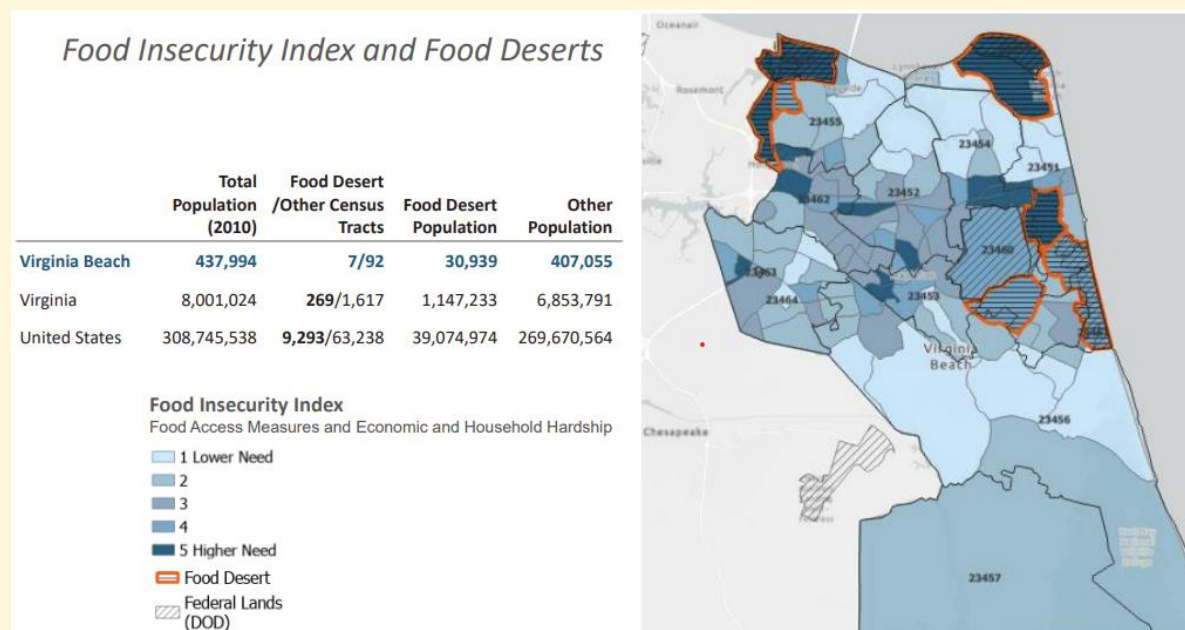 Food Insecurity Index and Food Deserts
Total Population (2010) Food Desert /Other Census Tracts Food Desert Population Other Population
Virginia Beach 437,994 7/92 30,939 407,055
Virginia 8,001,024 269/1,617 1,147,233 6,853,791
United States 308,745,538 9,293/63,238 39,074,974 269,670,564
Food Insecurity Index
Food Access Measures and Economic and Household Hardship
1 Lower Need
2
3
4
5 Higher Need
Food Desert
Federal Lands
(DOD)
Oceanair
Rosemont
23455
23454
23451
23452
23462
23460
23463
23464
23453
Virginia
Beach
23456
Chesapeake
23457